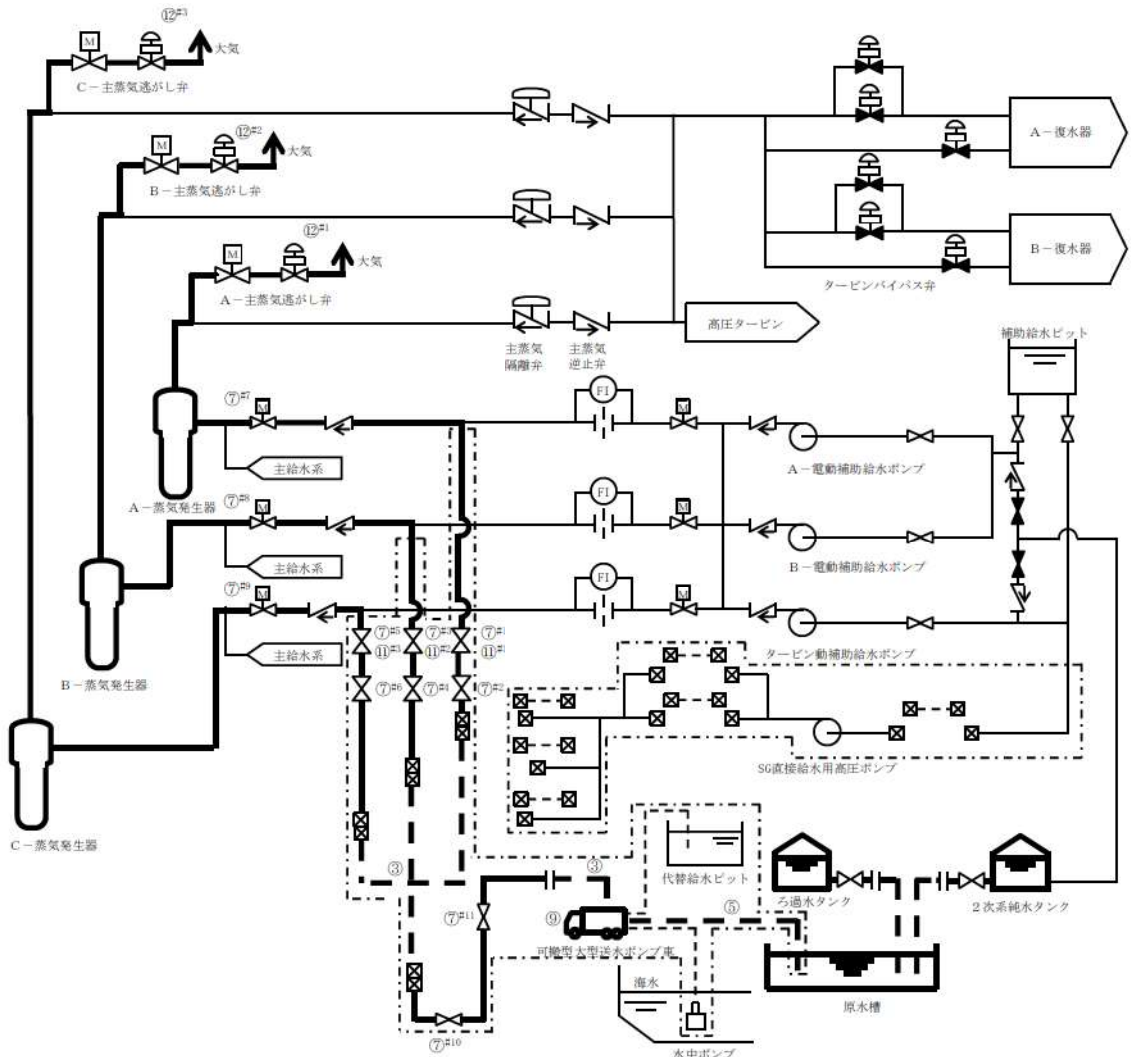 ⑫#3
M
大気
C-主蒸気逃がし弁
⑫#2
M
大気
B-主蒸気逃がし弁
⑫#1
M
大気
A-主蒸気逃がし弁
A-復水器
B-復水器
タービンバイパス弁
高圧タービン
主蒸気
隔離弁
主蒸気
逆止弁
補助給水ピット
⑦#7
M
FI
M
主給水系
A-電動補助給水ポンプ
A-蒸気発生器
⑦#8
M
FI
M
主給水系
B-電動補助給水ポンプ
⑦#9
M
FI
M
主給水系
タービン動補助給水ポンプ
B-蒸気発生器
⑦#5
⑪#3
⑦#3
⑪#2
⑦#1
⑪#1
⑦#6
⑦#4
⑦#2
SG直接給水用高圧ポンプ
C-蒸気発生器
③
③
代替給水ピット
ろ過水タンク
2次系純水タンク
⑦#11
⑨
⑤
可搬型大型送水ポンプ車
海水
原水槽
⑦#10
水中ポンプ